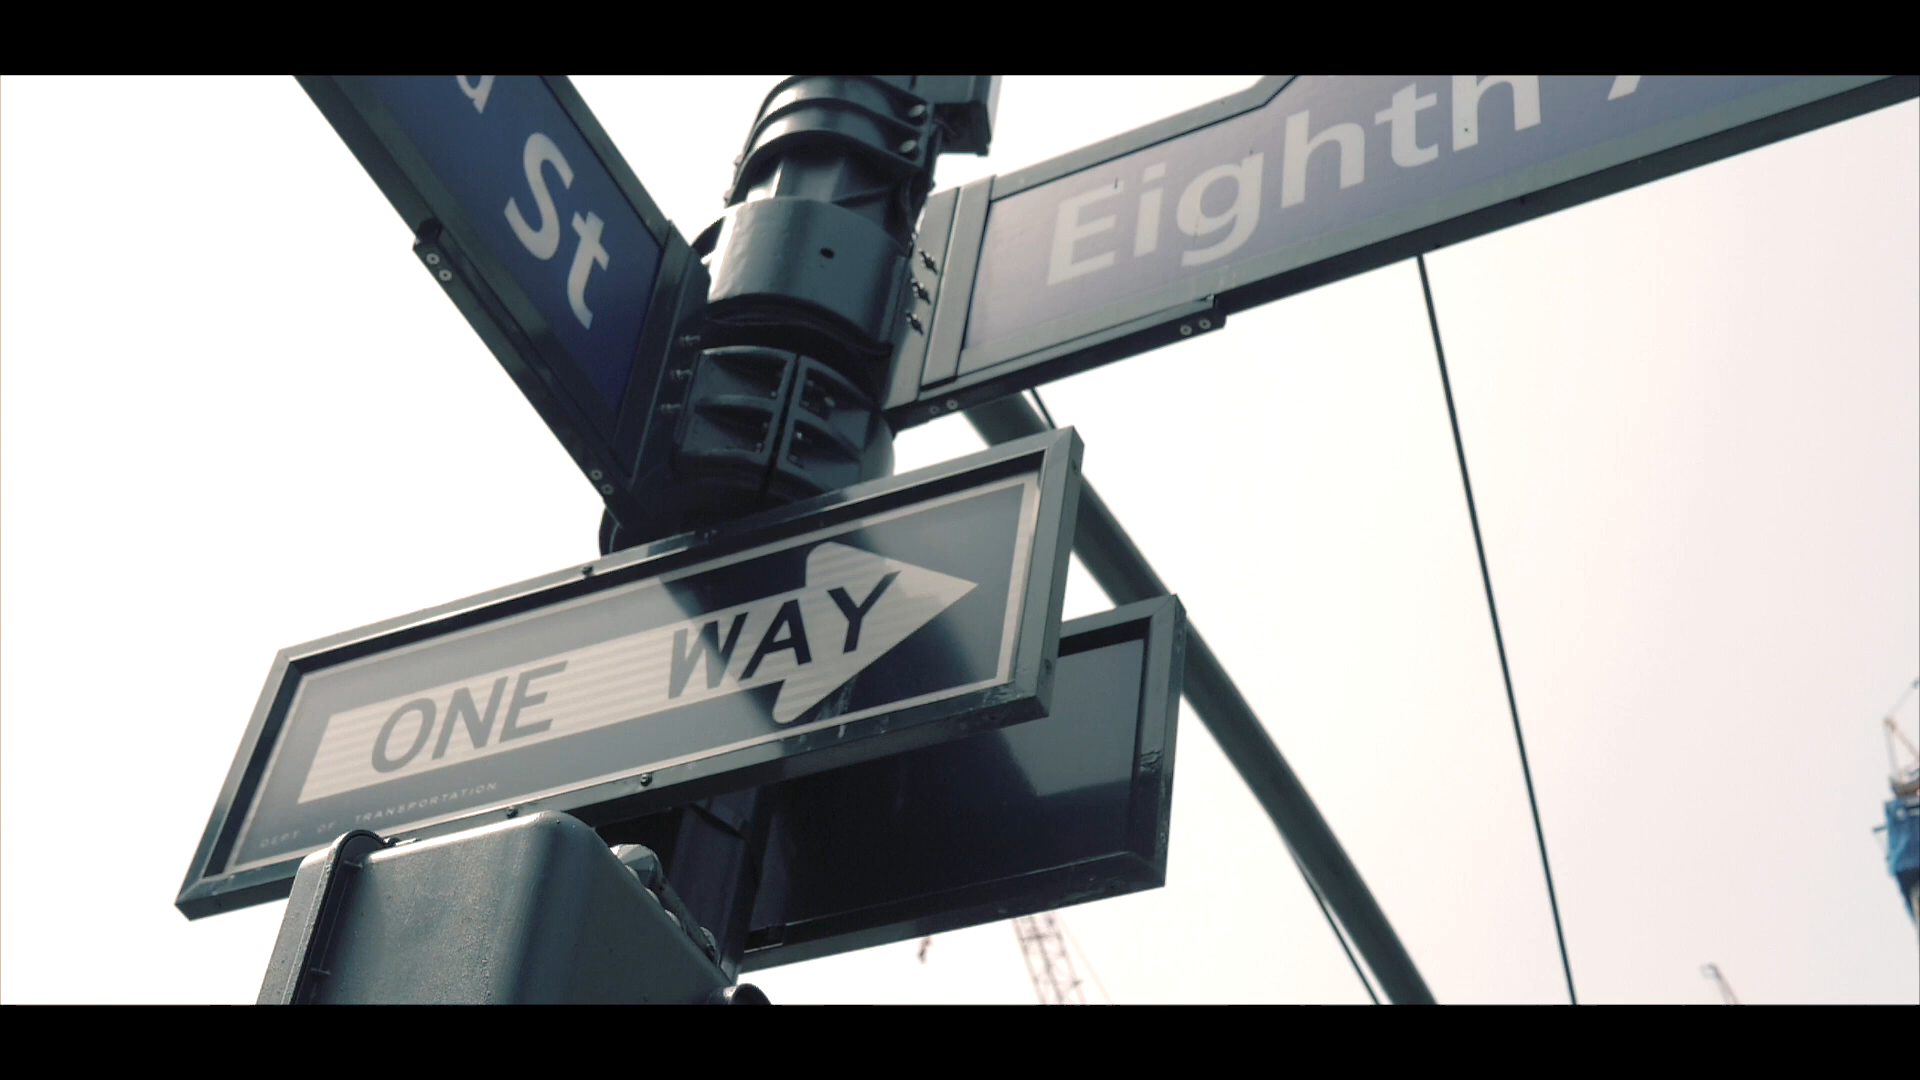 St
Eighth
ONE WAY
DEPT OF TRANSPORTATION